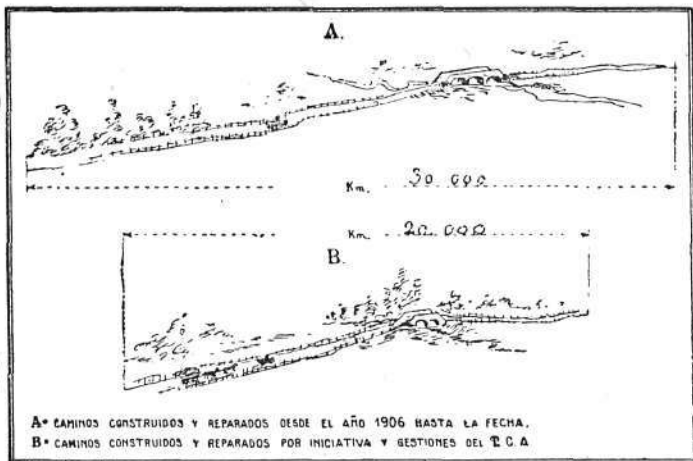 A.
Km. 30 000
Km. 20.000
B.
A= CAMINOS CONSTRUIDOS Y REPARADOS DESDE EL AÑO 1906 HASTA LA FECHA.
B= CAMINOS CONSTRUIDOS Y REPARADOS POR INICIATIVA Y GESTIONES DEL T.C.A